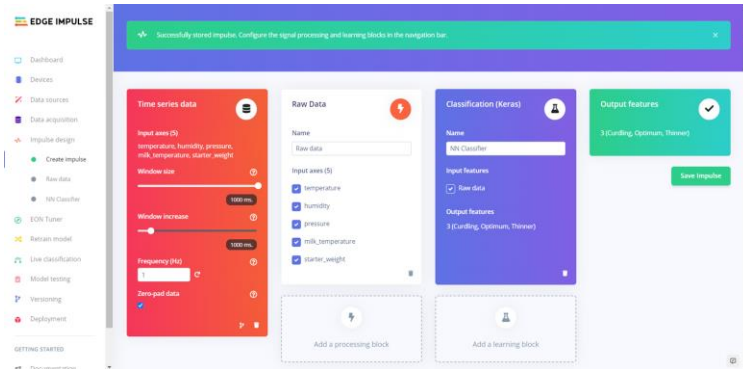 EDGE IMPULSE
Dashboard
Devices
Data sources
Data acquisition
Impulse design
Create impulse
Raw data
NN Classifier
EON Tuner
Retrain model
Live classification
Model testing
Versioning
Deployment
GETTING STARTED
Documentation
Successfully stored impulse. Configure the signal processing and learning blocks in the navigation bar.
×
Time series data
Input axes (5)
temperature, humidity, pressure,
milk_temperature, starter_weight
Window size
?
1000 ms.
Window increase
?
1000 ms.
Frequency (Hz)
?
1
Zero-pad data
?
Raw Data
Name
Raw data
Input axes (5)
temperature
humidity
pressure
milk_temperature
starter_weight
Add a processing block
Classification (Keras)
Name
NN Classifier
Input features
Raw data
Output features
3 (Curdling, Optimum, Thinner)
Add a learning block
Output features
3 (Curdling, Optimum, Thinner)
Save Impulse